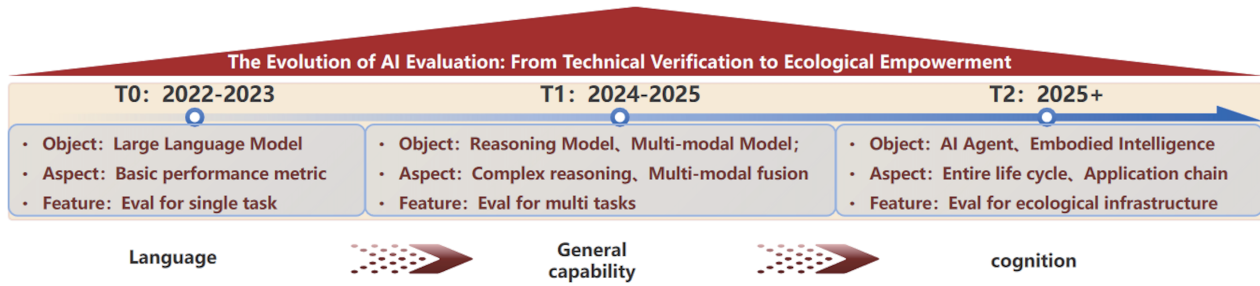 The Evolution of AI Evaluation: From Technical Verification to Ecological Empowerment
T0：2022-2023
T1：2024-2025
T2：2025+
• Object：Large Language Model
• Aspect：Basic performance metric
• Feature：Eval for single task
• Object：Reasoning Model、Multi-modal Model；
• Aspect：Complex reasoning、Multi-modal fusion
• Feature：Eval for multi tasks
• Object：AI Agent、Embodied Intelligence
• Aspect：Entire life cycle、Application chain
• Feature：Eval for ecological infrastructure
Language
General
capability
cognition